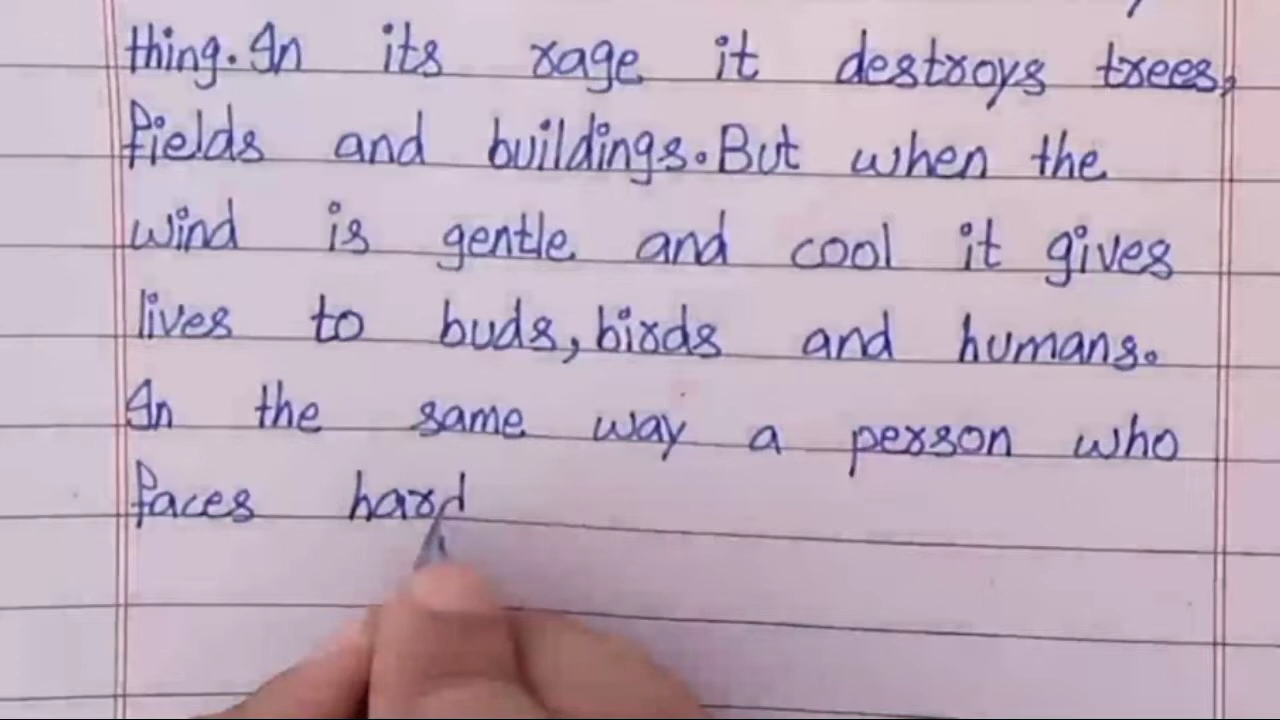 thing. In its rage it destroys trees,
fields and buildings. But when the
wind is gentle and cool it gives
lives to buds, birds and humans.
In the same way a person who
faces hard